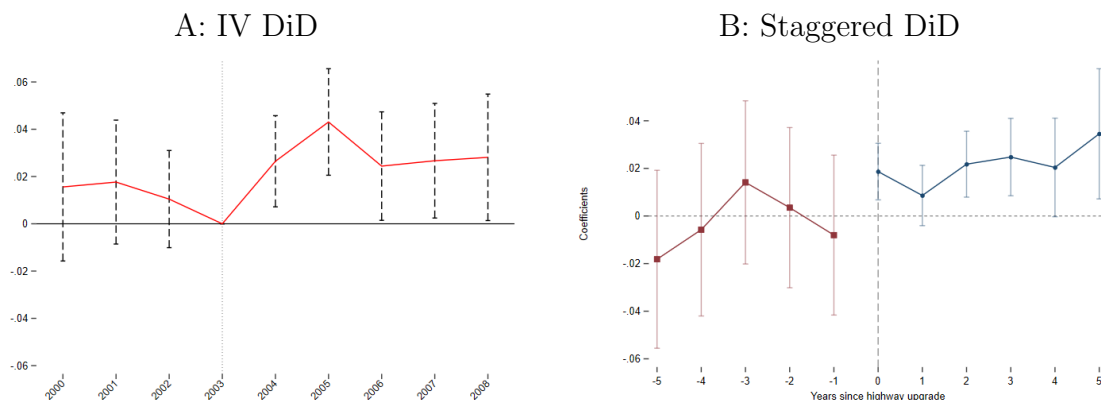 A: IV DiD
.06
.04
.02
0
-.02
-.04
-.06
2000 2001 2002 2003 2004 2005 2006 2007 2008
B: Staggered DiD
Coefficients
.04
.02
0
-.02
-.04
-.06
-5 -4 -3 -2 -1 0 1 2 3 4 5
Years since highway upgrade